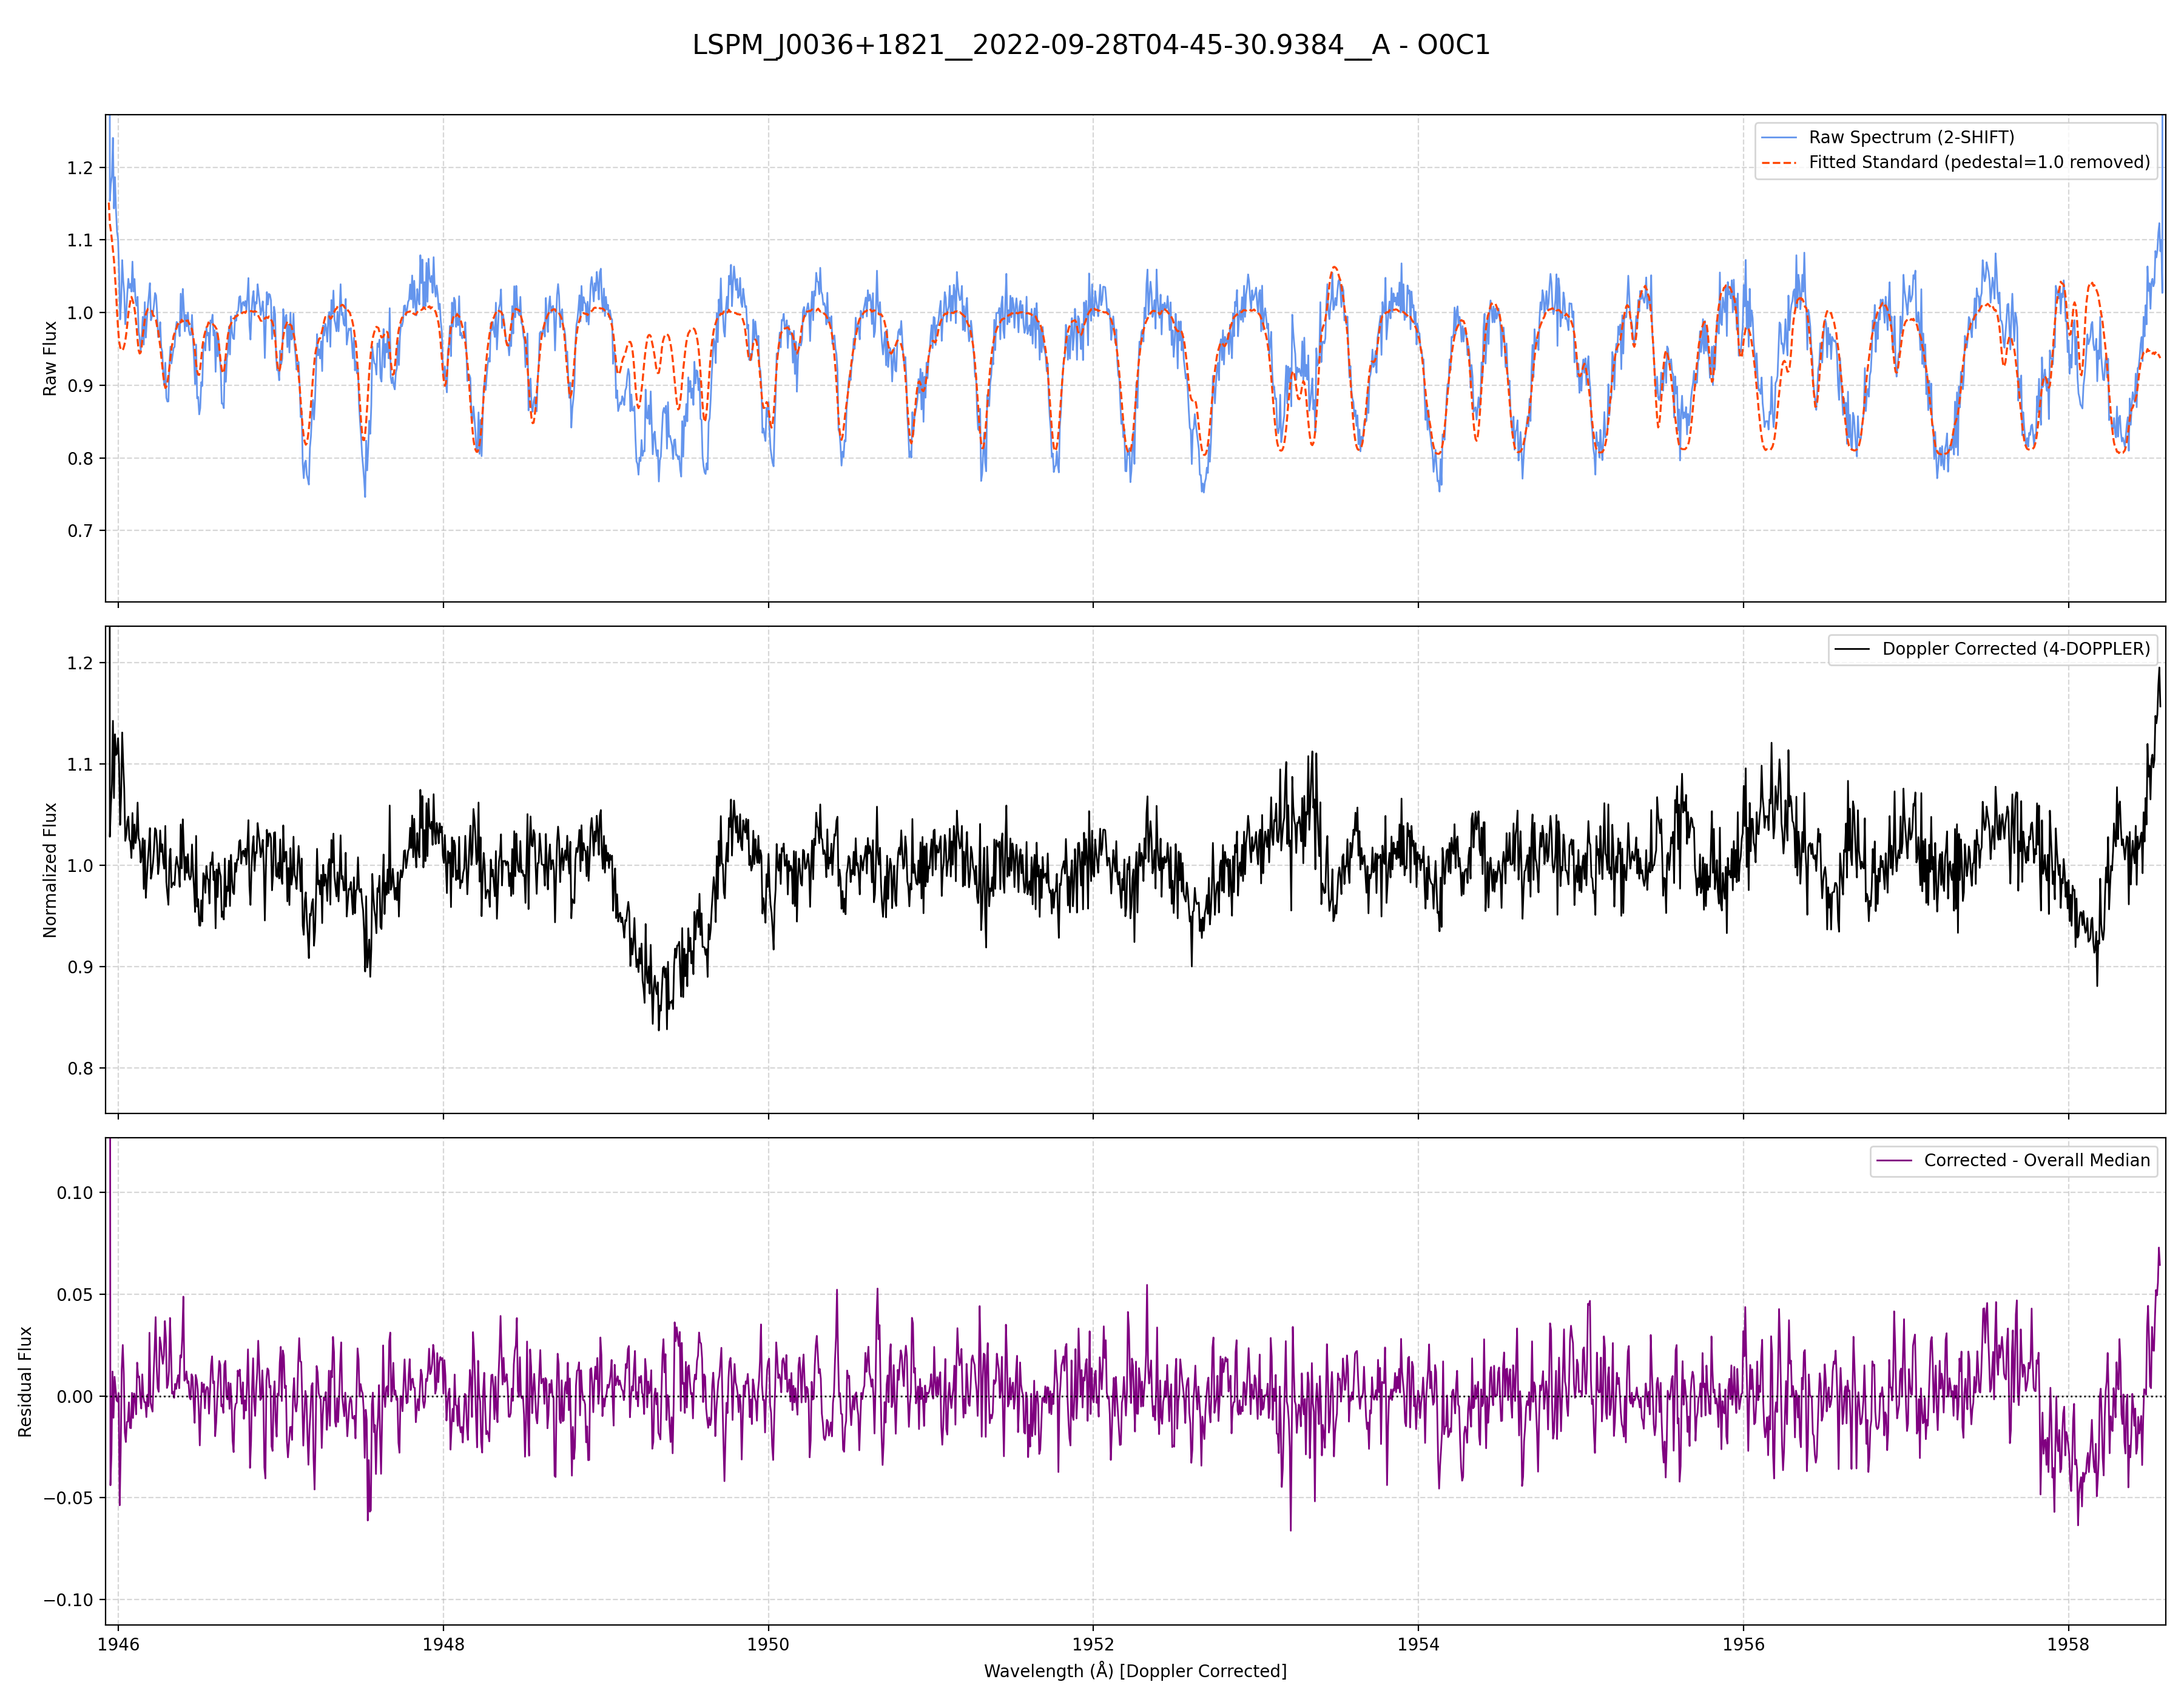 LSPM_J0036+1821__2022-09-28T04-45-30.9384__A - O0C1
Raw Spectrum (2-SHIFT)
Fitted Standard (pedestal=1.0 removed)
Raw Flux
1.2
1.1
1.0
0.9
0.8
0.7
Doppler Corrected (4-DOPPLER)
Normalized Flux
1.2
1.1
1.0
0.9
0.8
Corrected - Overall Median
Residual Flux
0.10
0.05
0.00
−0.05
−0.10
1946 1948 1950 1952 1954 1956 1958
Wavelength (Å) [Doppler Corrected]